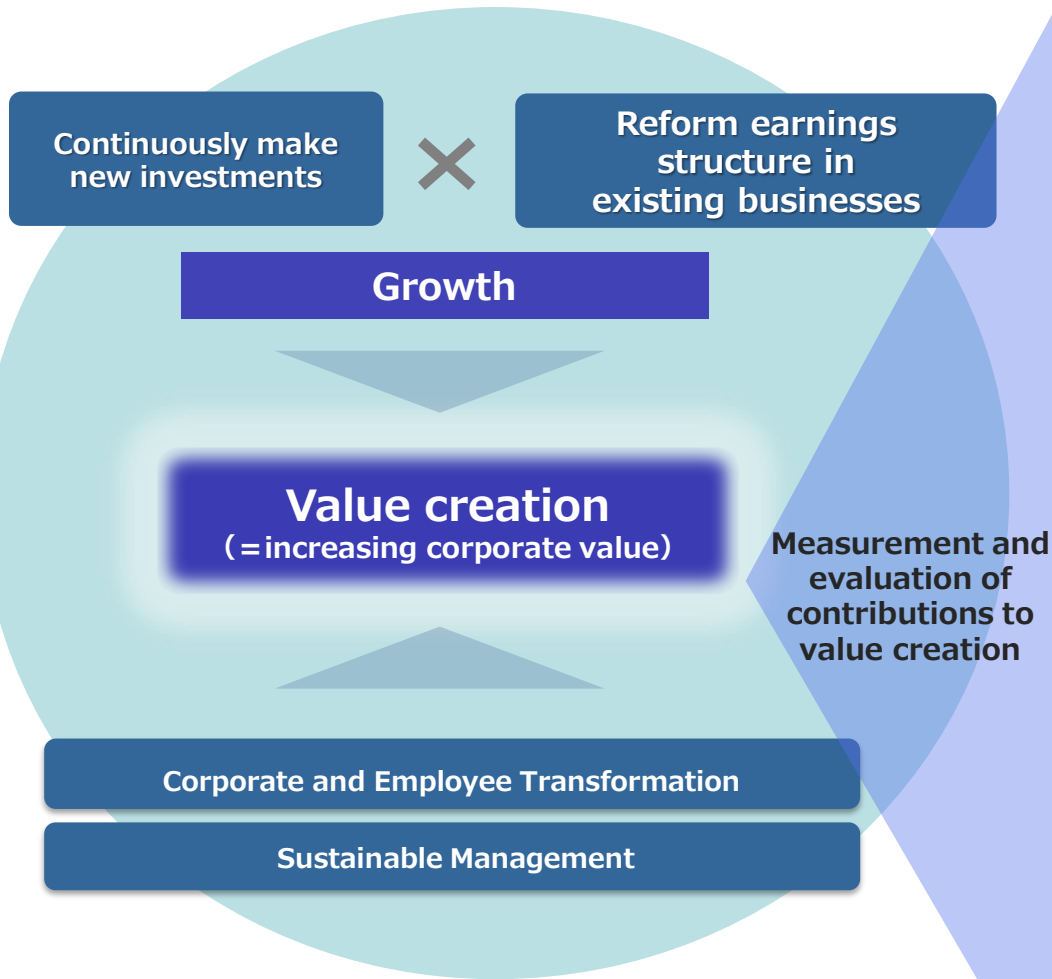 Continuously make
new investments
×
Reform earnings
structure in
existing businesses
Growth
Value creation
（=increasing corporate value）
Measurement and
evaluation of
contributions to
value creation
Corporate and Employee Transformation
Sustainable Management